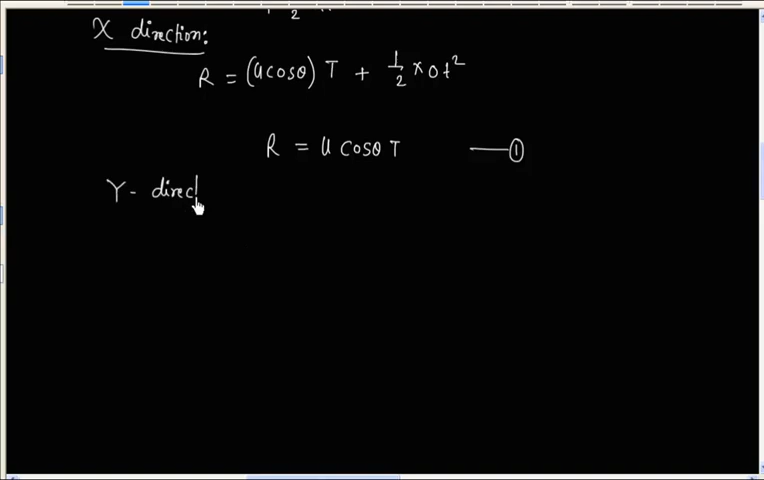 X direction:
R = (ucosθ) T + 1/2 x 0 t²
R = u cosθ T —①
Y- direc